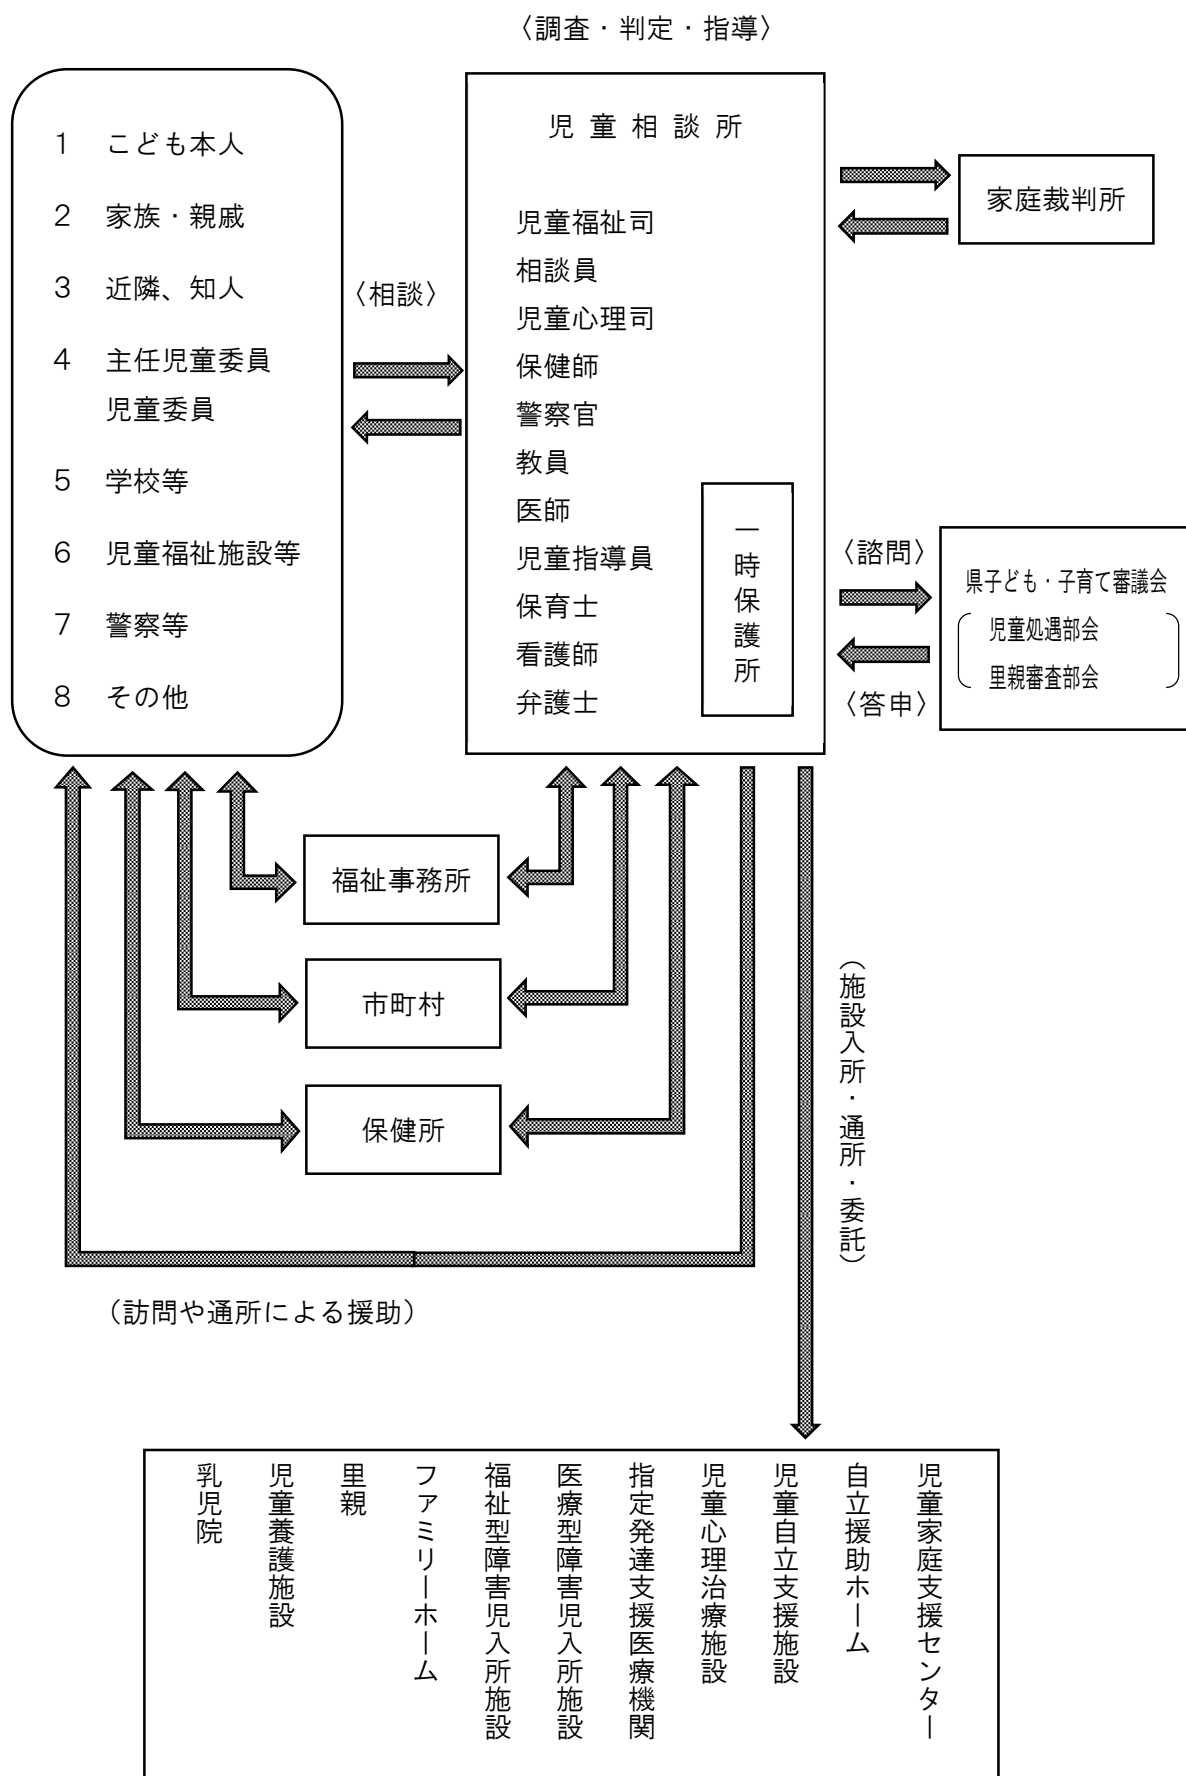 〈調査・判定・指導〉
1 こども本人
2 家族・親戚
3 近隣、知人
4 主任児童委員
児童委員
5 学校等
6 児童福祉施設等
7 警察等
8 その他
〈相談〉
児童相談所
児童福祉司
相談員
児童心理司
保健師
警察官
教員
医師
児童指導員
保育士
看護師
弁護士
一時保護所
家庭裁判所
〈諮問〉
県子ども・子育て審議会
児童処遇部会
里親審査部会
〈答申〉
福祉事務所
市町村
保健所
(施設入所・通所・委託)
(訪問や通所による援助)
乳児院
児童養護施設
里親
ファミリーホーム
福祉型障害児入所施設
医療型障害児入所施設
指定発達支援医療機関
児童心理治療施設
児童自立支援施設
自立援助ホーム
児童家庭支援センター